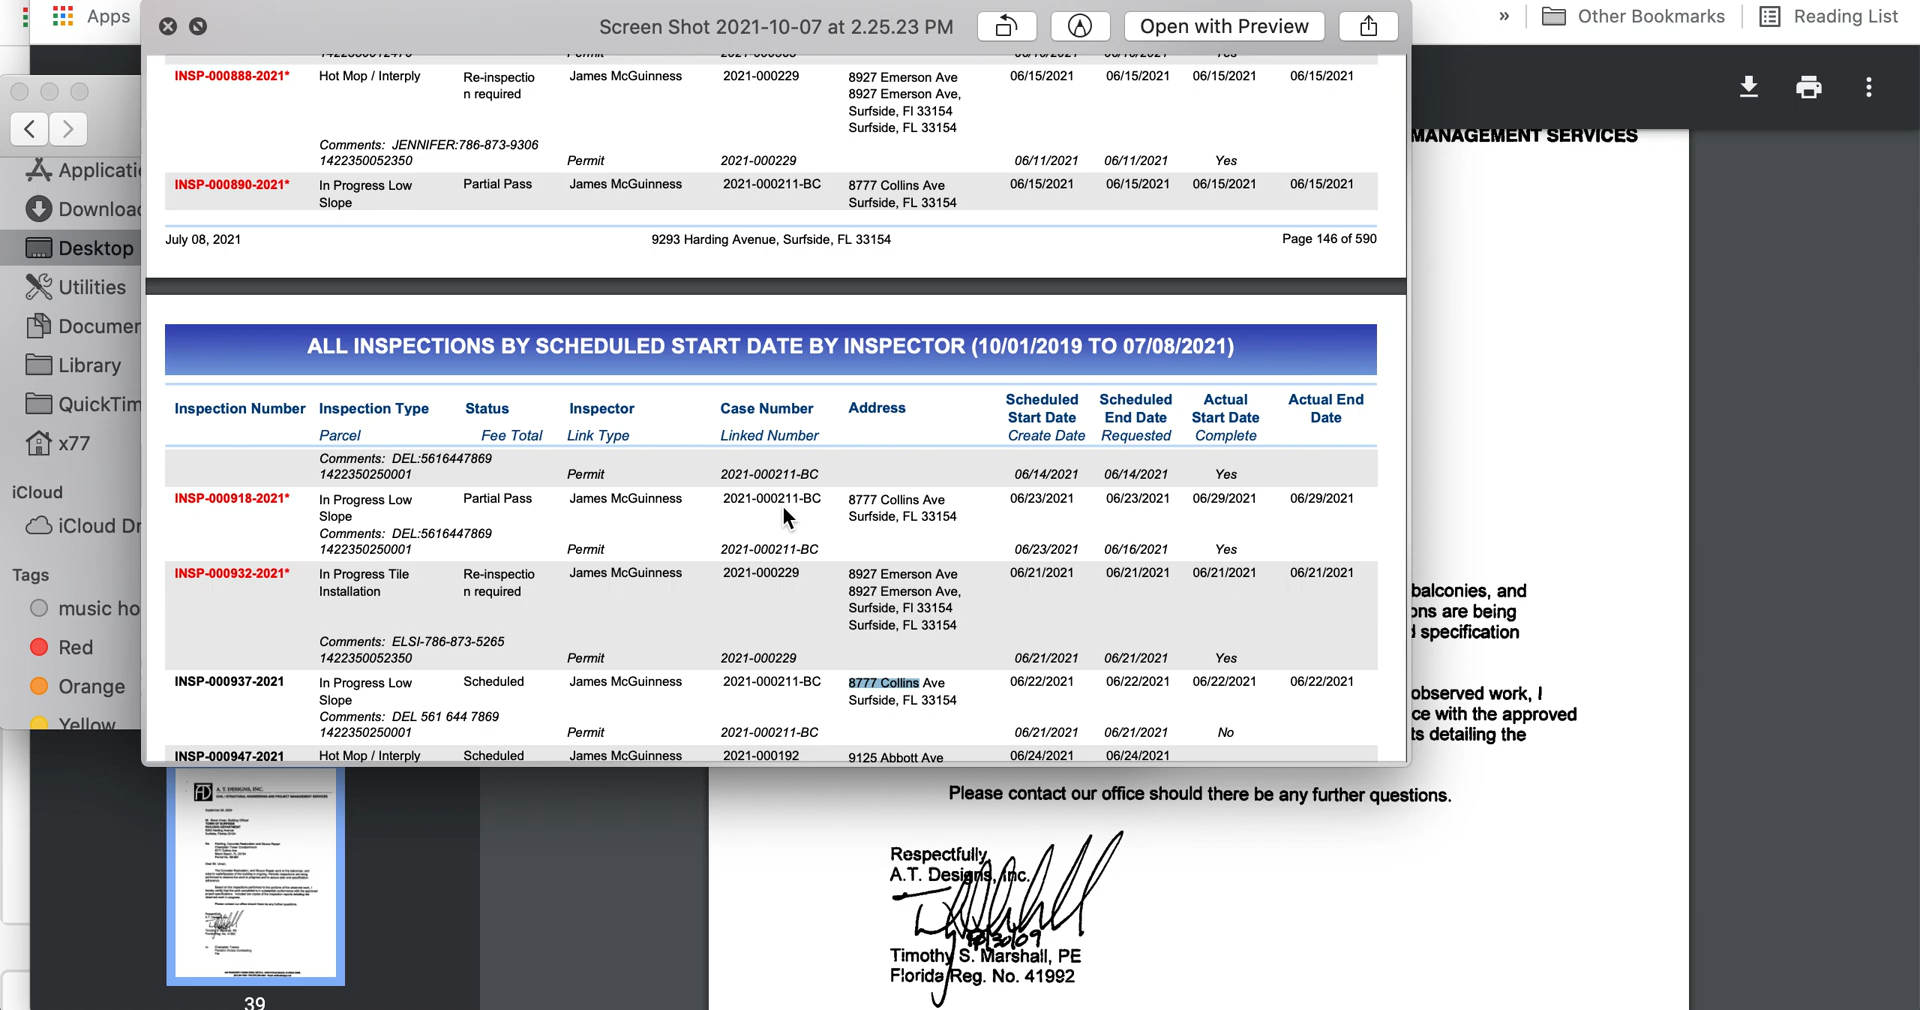 Apps
Screen Shot 2021-10-07 at 2.25.23 PM
Open with Preview
» Other Bookmarks
Reading List
INSP-000888-2021* Hot Mop / Interply Re-inspectio James McGuinness 2021-000229 8927 Emerson Ave 06/15/2021 06/15/2021 06/15/2021 06/15/2021
n required 8927 Emerson Ave,
Surfside, Fl 33154
Surfside, FL 33154
Comments: JENNIFER:786-873-9306
1422350052350 Permit 2021-000229 06/11/2021 06/11/2021 Yes
INSP-000890-2021* In Progress Low Partial Pass James McGuinness 2021-000211-BC 8777 Collins Ave 06/15/2021 06/15/2021 06/15/2021 06/15/2021
Slope Surfside, FL 33154
July 08, 2021 9293 Harding Avenue, Surfside, FL 33154 Page 146 of 590
ALL INSPECTIONS BY SCHEDULED START DATE BY INSPECTOR (10/01/2019 TO 07/08/2021)
Inspection Number Inspection Type Status Inspector Case Number Address Scheduled Start Date Scheduled End Date Actual Start Date Actual End Date
Parcel Fee Total Link Type Linked Number Create Date Requested Complete
Comments: DEL:5616447869
1422350250001 Permit 2021-000211-BC 06/14/2021 06/14/2021 Yes
INSP-000918-2021* In Progress Low Partial Pass James McGuinness 2021-000211-BC 8777 Collins Ave 06/23/2021 06/23/2021 06/29/2021 06/29/2021
Slope Surfside, FL 33154
Comments: DEL:5616447869
1422350250001 Permit 2021-000211-BC 06/23/2021 06/16/2021 Yes
INSP-000932-2021* In Progress Tile Re-inspectio James McGuinness 2021-000229 8927 Emerson Ave 06/21/2021 06/21/2021 06/21/2021 06/21/2021
Installation n required 8927 Emerson Ave,
Surfside, Fl 33154
Surfside, FL 33154
Comments: ELSI-786-873-5265
1422350052350 Permit 2021-000229 06/21/2021 06/21/2021 Yes
INSP-000937-2021 In Progress Low Scheduled James McGuinness 2021-000211-BC 8777 Collins Ave 06/22/2021 06/22/2021 06/22/2021 06/22/2021
Slope Surfside, FL 33154
Comments: DEL 561 644 7869
1422350250001 Permit 2021-000211-BC 06/21/2021 06/21/2021 No
INSP-000947-2021 Hot Mop / Interply Scheduled James McGuinness 2021-000192 9125 Abbott Ave 06/24/2021 06/24/2021
Applicati
Downloa
Desktop
Utilities
Documen
Library
QuickTim
x77
iCloud
iCloud Dr
Tags
music ho
Red
Orange
Yellow
MANAGEMENT SERVICES
balconies, and
ons are being
specification
observed work, I
ce with the approved
ts detailing the
Please contact our office should there be any further questions.
Respectfully
A.T. Designs, Inc.
Timothy S. Marshall, PE
Florida Reg. No. 41992
A. T. DESIGNS, INC.
39